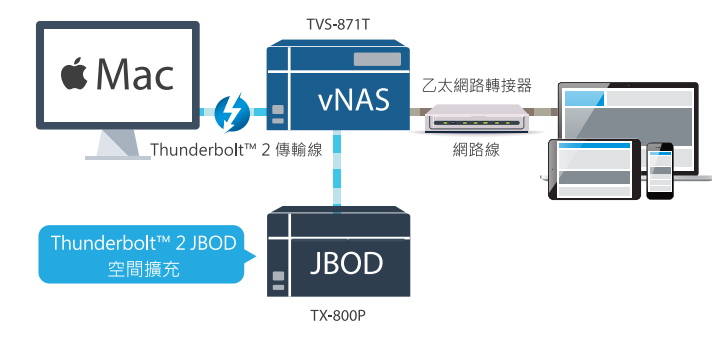 TVS-871T
Mac
vNAS
乙太網路轉接器
Thunderbolt™ 2 傳輸線
網路線
Thunderbolt™ 2 JBOD
空間擴充
JBOD
TX-800P